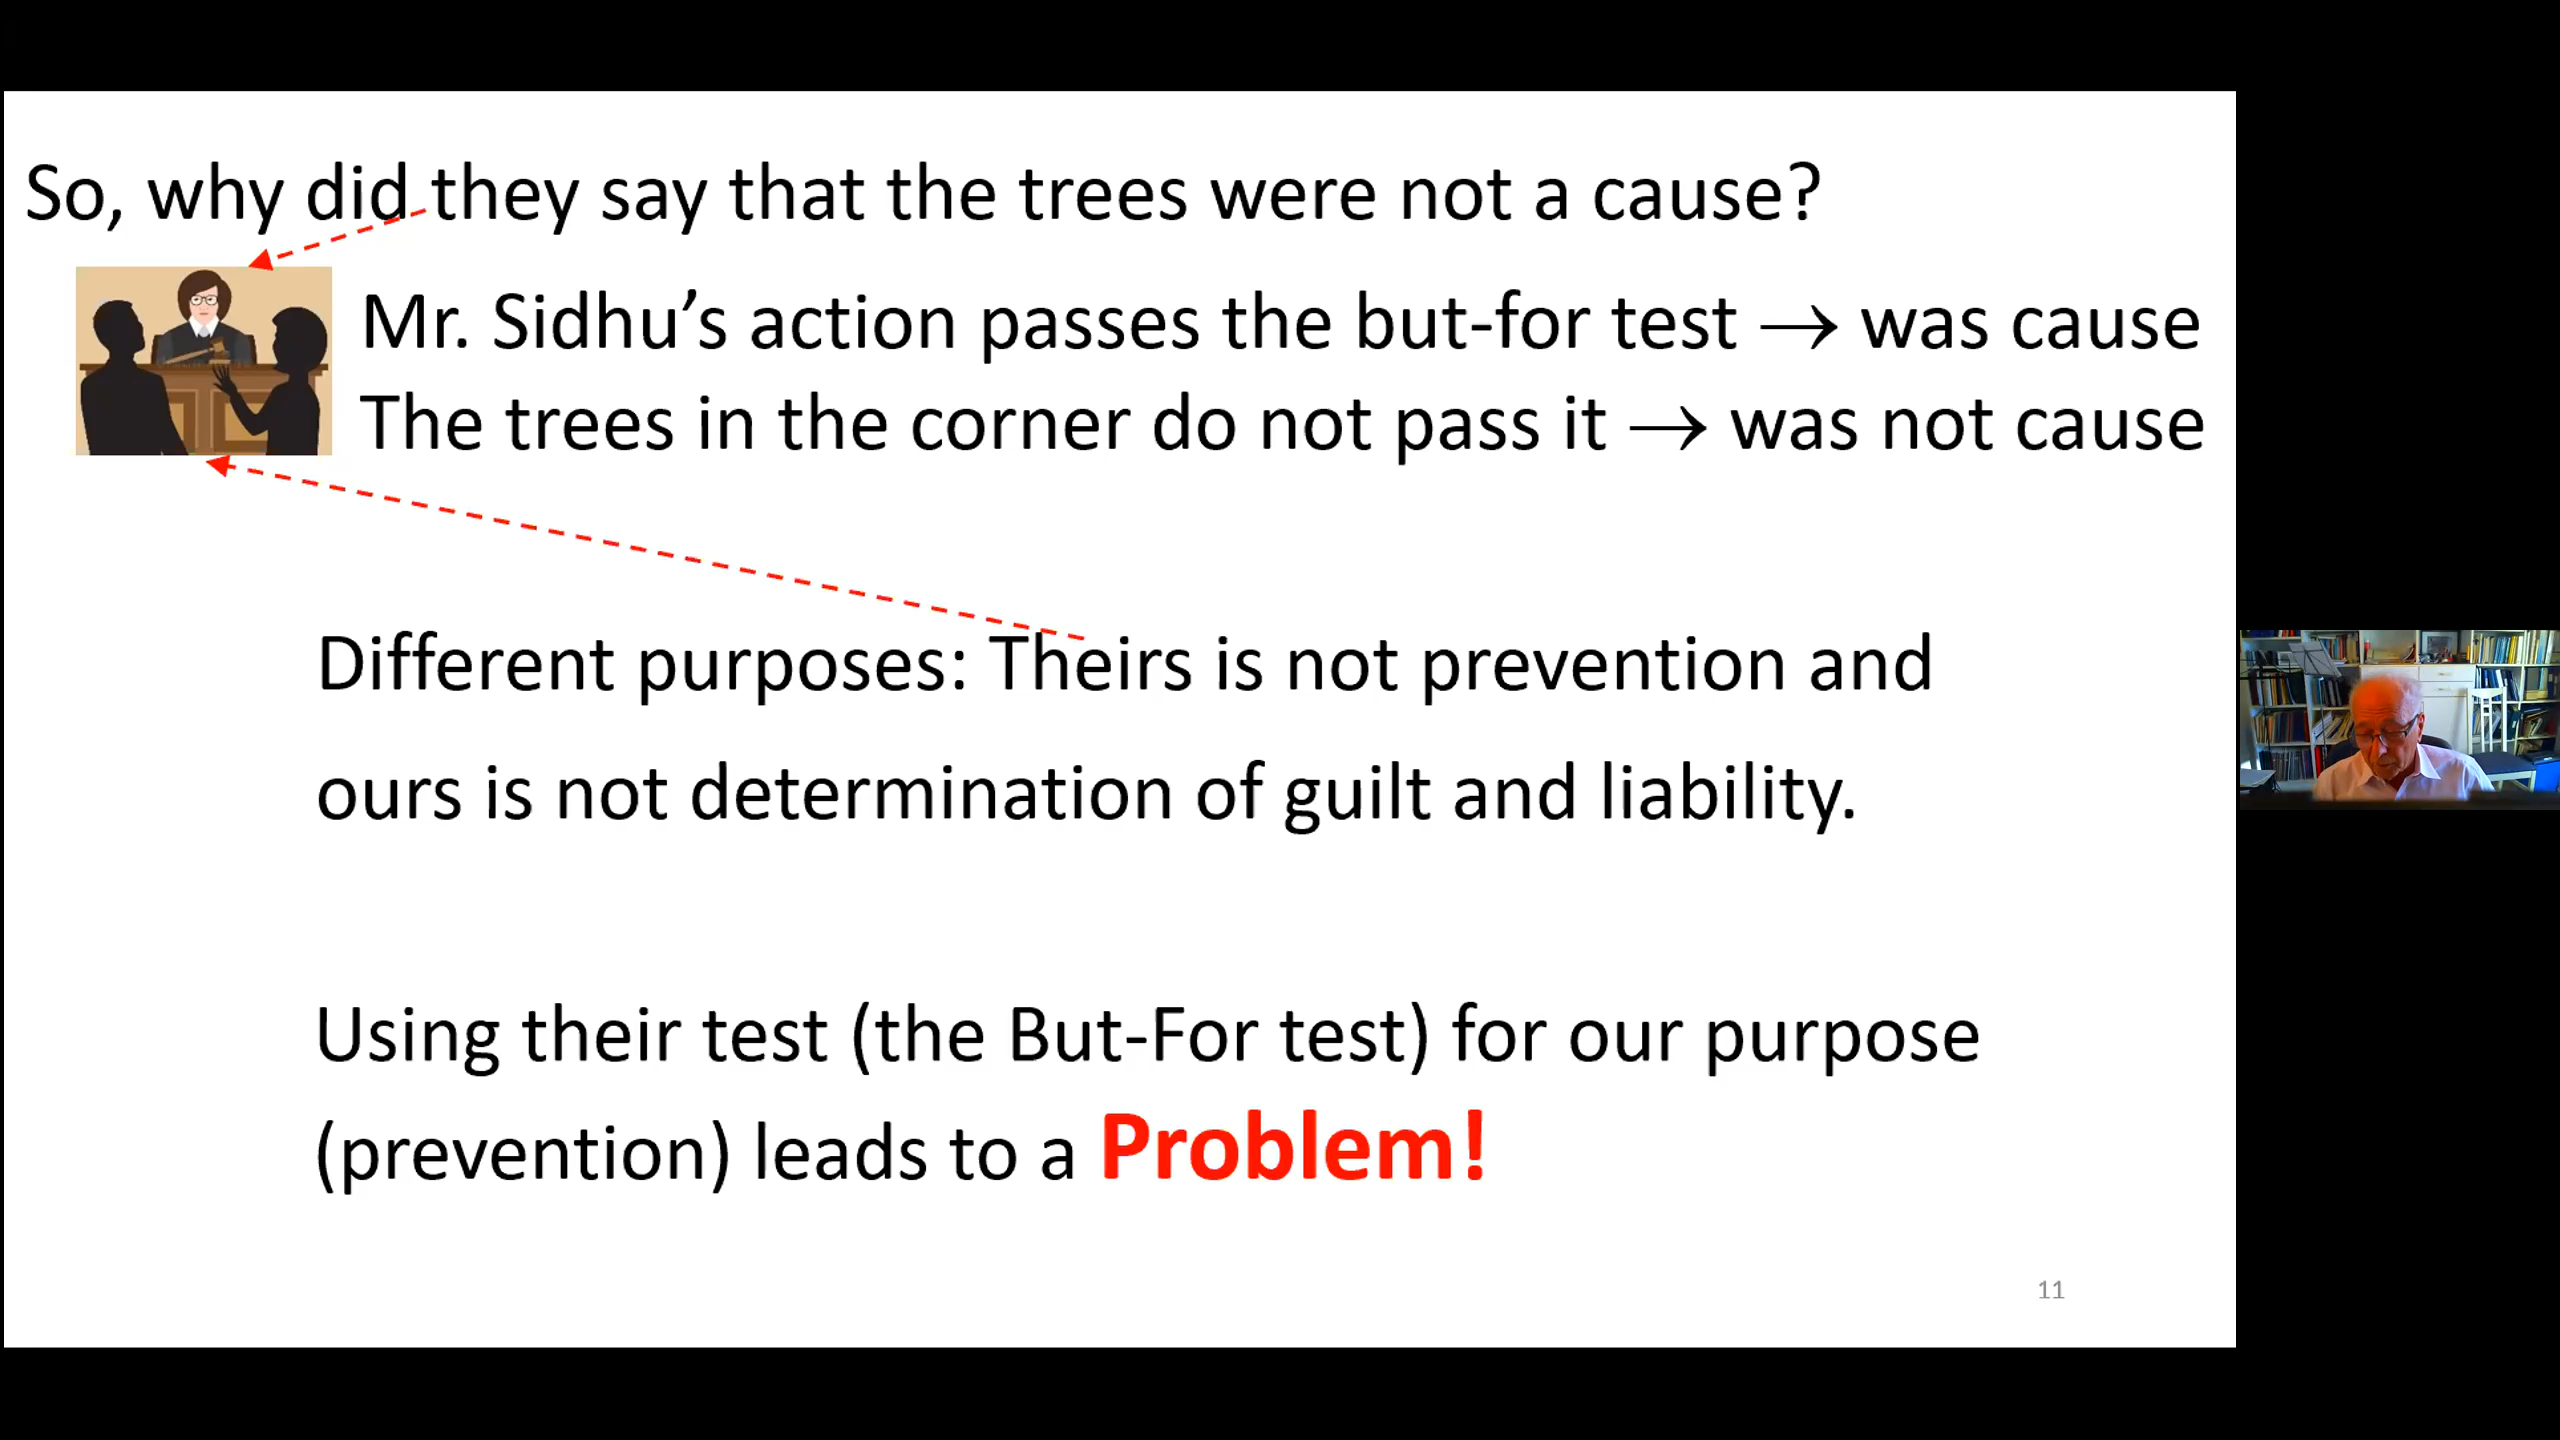 So, why did they say that the trees were not a cause?
Mr. Sidhu’s action passes the but-for test → was cause
The trees in the corner do not pass it → was not cause
Different purposes: Theirs is not prevention and
ours is not determination of guilt and liability.
Using their test (the But-For test) for our purpose
(prevention) leads to a Problem!
11